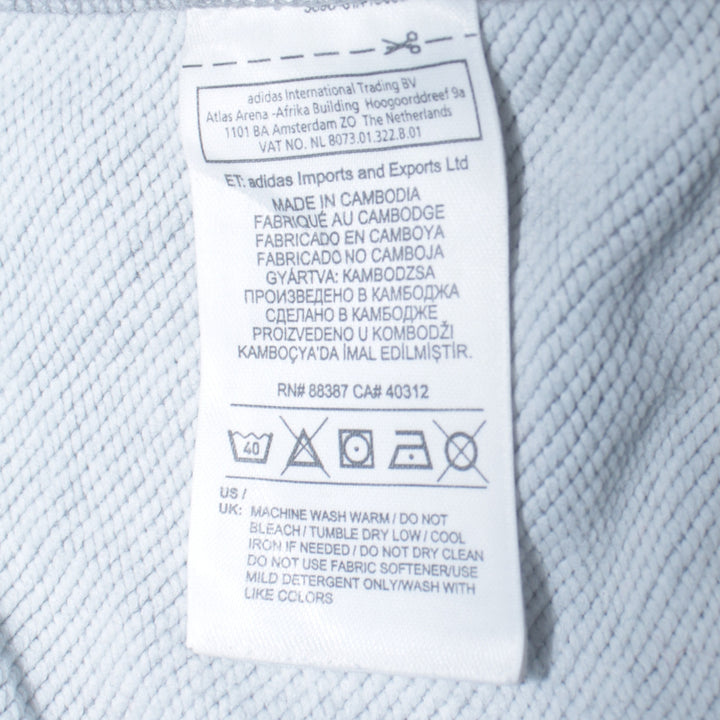 adidas International Trading BV
Atlas Arena -Afrika Building Hoogoorddreef 9a
1101 BA Amsterdam ZO The Netherlands
VAT NO. NL 8073.01.322.B.01
ET: adidas Imports and Exports Ltd
MADE IN CAMBODIA
FABRIQUÉ AU CAMBODGE
FABRICADO EN CAMBOYA
FABRICADO NO CAMBOJA
GYÁRTVA: KAMBODZSA
ПРОИЗВЕДЕНО В КАМБОДЖА
СДЕЛАНО В КАМБОДЖЕ
PROIZVEDENO U KOMBODŽI
KAMBOÇYA'DA İMAL EDİLMİŞTİR.
RN# 88387 CA# 40312
40
US /
UK: MACHINE WASH WARM / DO NOT
BLEACH / TUMBLE DRY LOW / COOL
IRON IF NEEDED / DO NOT DRY CLEAN
DO NOT USE FABRIC SOFTENER/USE
MILD DETERGENT ONLY/WASH WITH
LIKE COLORS